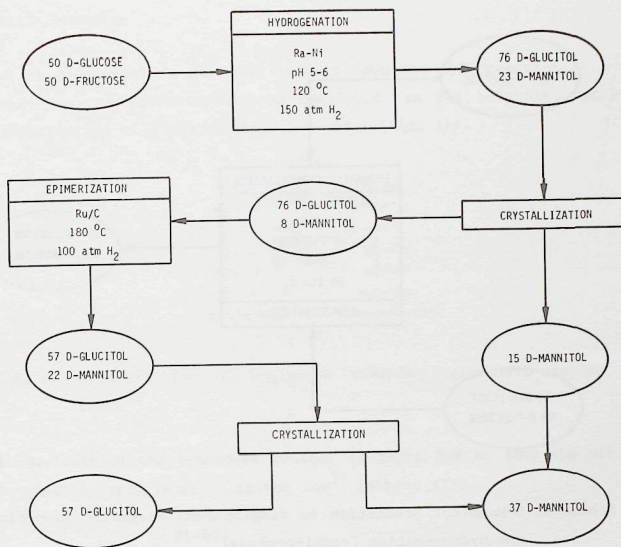 HYDROGENATION
50 D-GLUCOSE
50 D-FRUCTOSE
Ra-Ni
pH 5-6
120 °C
150 atm H₂
76 D-GLUCITOL
23 D-MANNITOL
EPIMERIZATION
Ru/C
180 °C
100 atm H₂
76 D-GLUCITOL
8 D-MANNITOL
CRYSTALLIZATION
57 D-GLUCITOL
22 D-MANNITOL
15 D-MANNITOL
CRYSTALLIZATION
57 D-GLUCITOL
37 D-MANNITOL